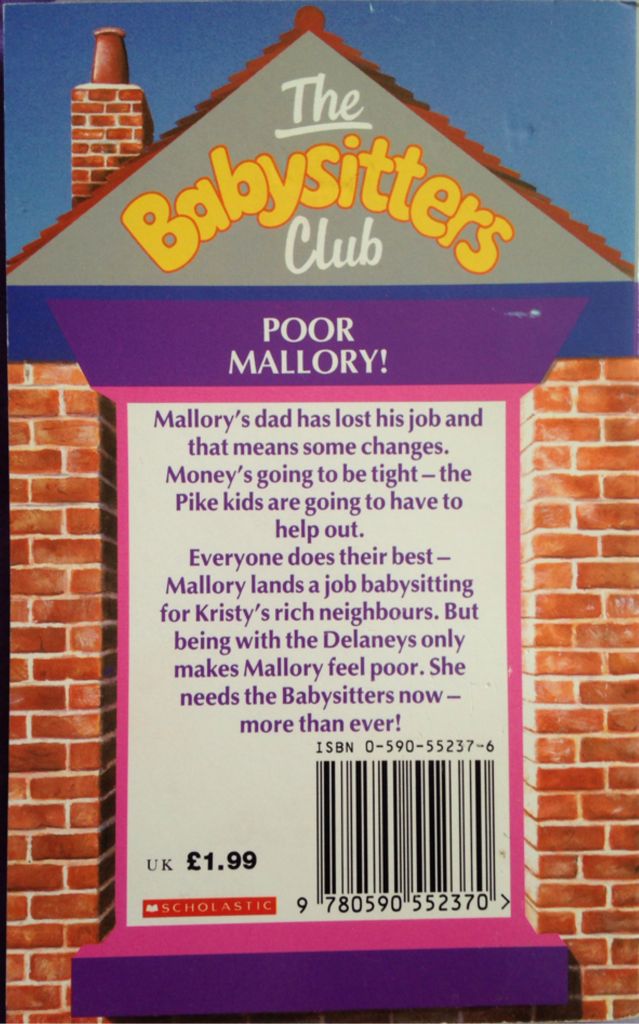 The
Babysitters
Club
POOR
MALLORY!
Mallory's dad has lost his job and
that means some changes.
Money's going to be tight – the
Pike kids are going to have to
help out.
Everyone does their best –
Mallory lands a job babysitting
for Kristy's rich neighbours. But
being with the Delaneys only
makes Mallory feel poor. She
needs the Babysitters now –
more than ever!
ISBN 0-590-55237-6
UK £1.99
SCHOLASTIC
9 780590 552370 >